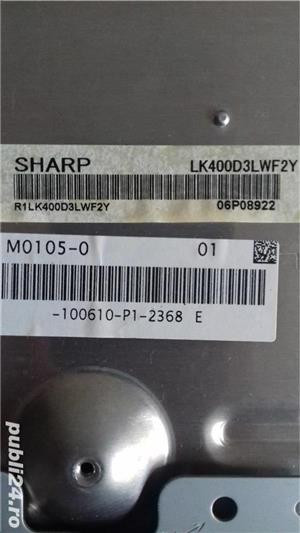 SHARP LK400D3LWF2Y
R1LK400D3LWF2Y 06P08922
M0105-0 01
-100610-P1-2368 E
publi24.ro